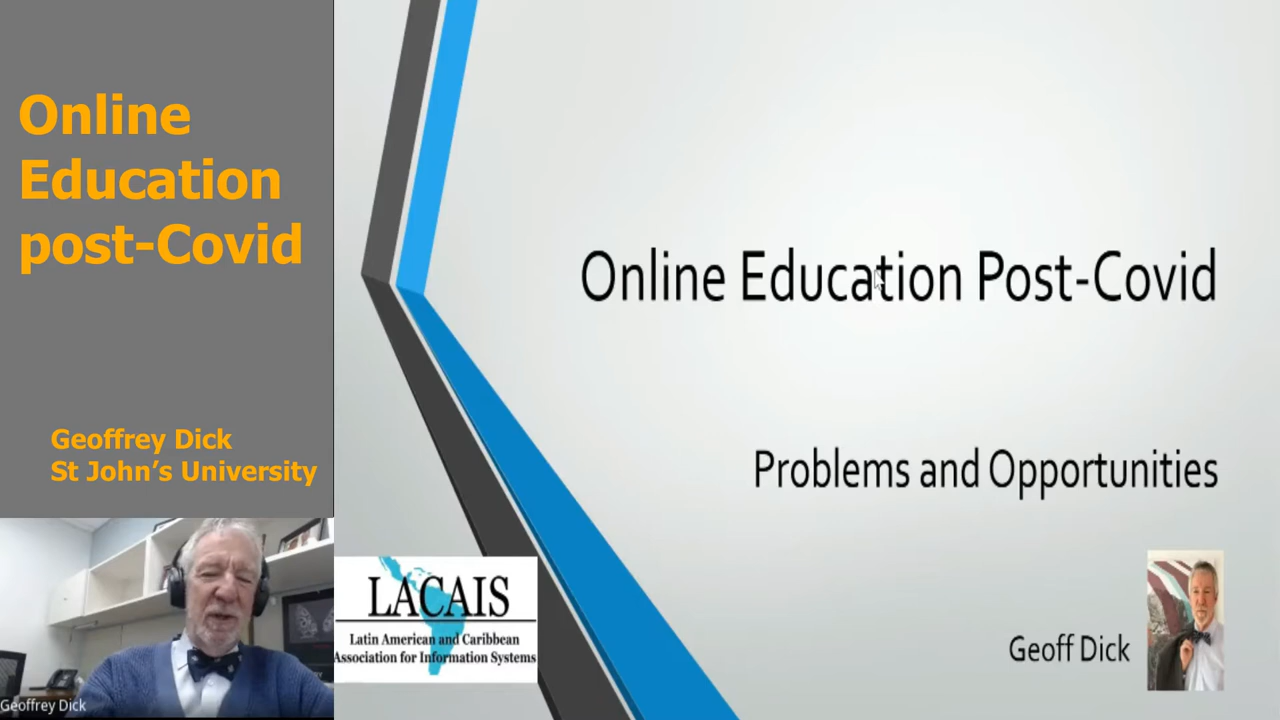 Online
Education
post-Covid
Geoffrey Dick
St John’s University
Geoffrey Dick
Online Education Post-Covid
Problems and Opportunities
Geoff Dick
LACAIS
Latin American and Caribbean
Association for Information Systems